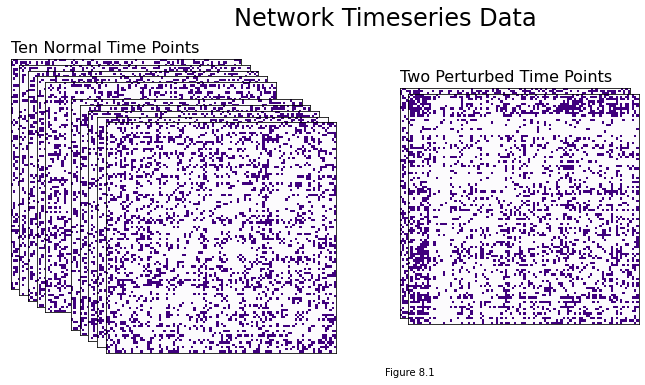 Network Timeseries Data
Ten Normal Time Points
Two Perturbed Time Points
Figure 8.1